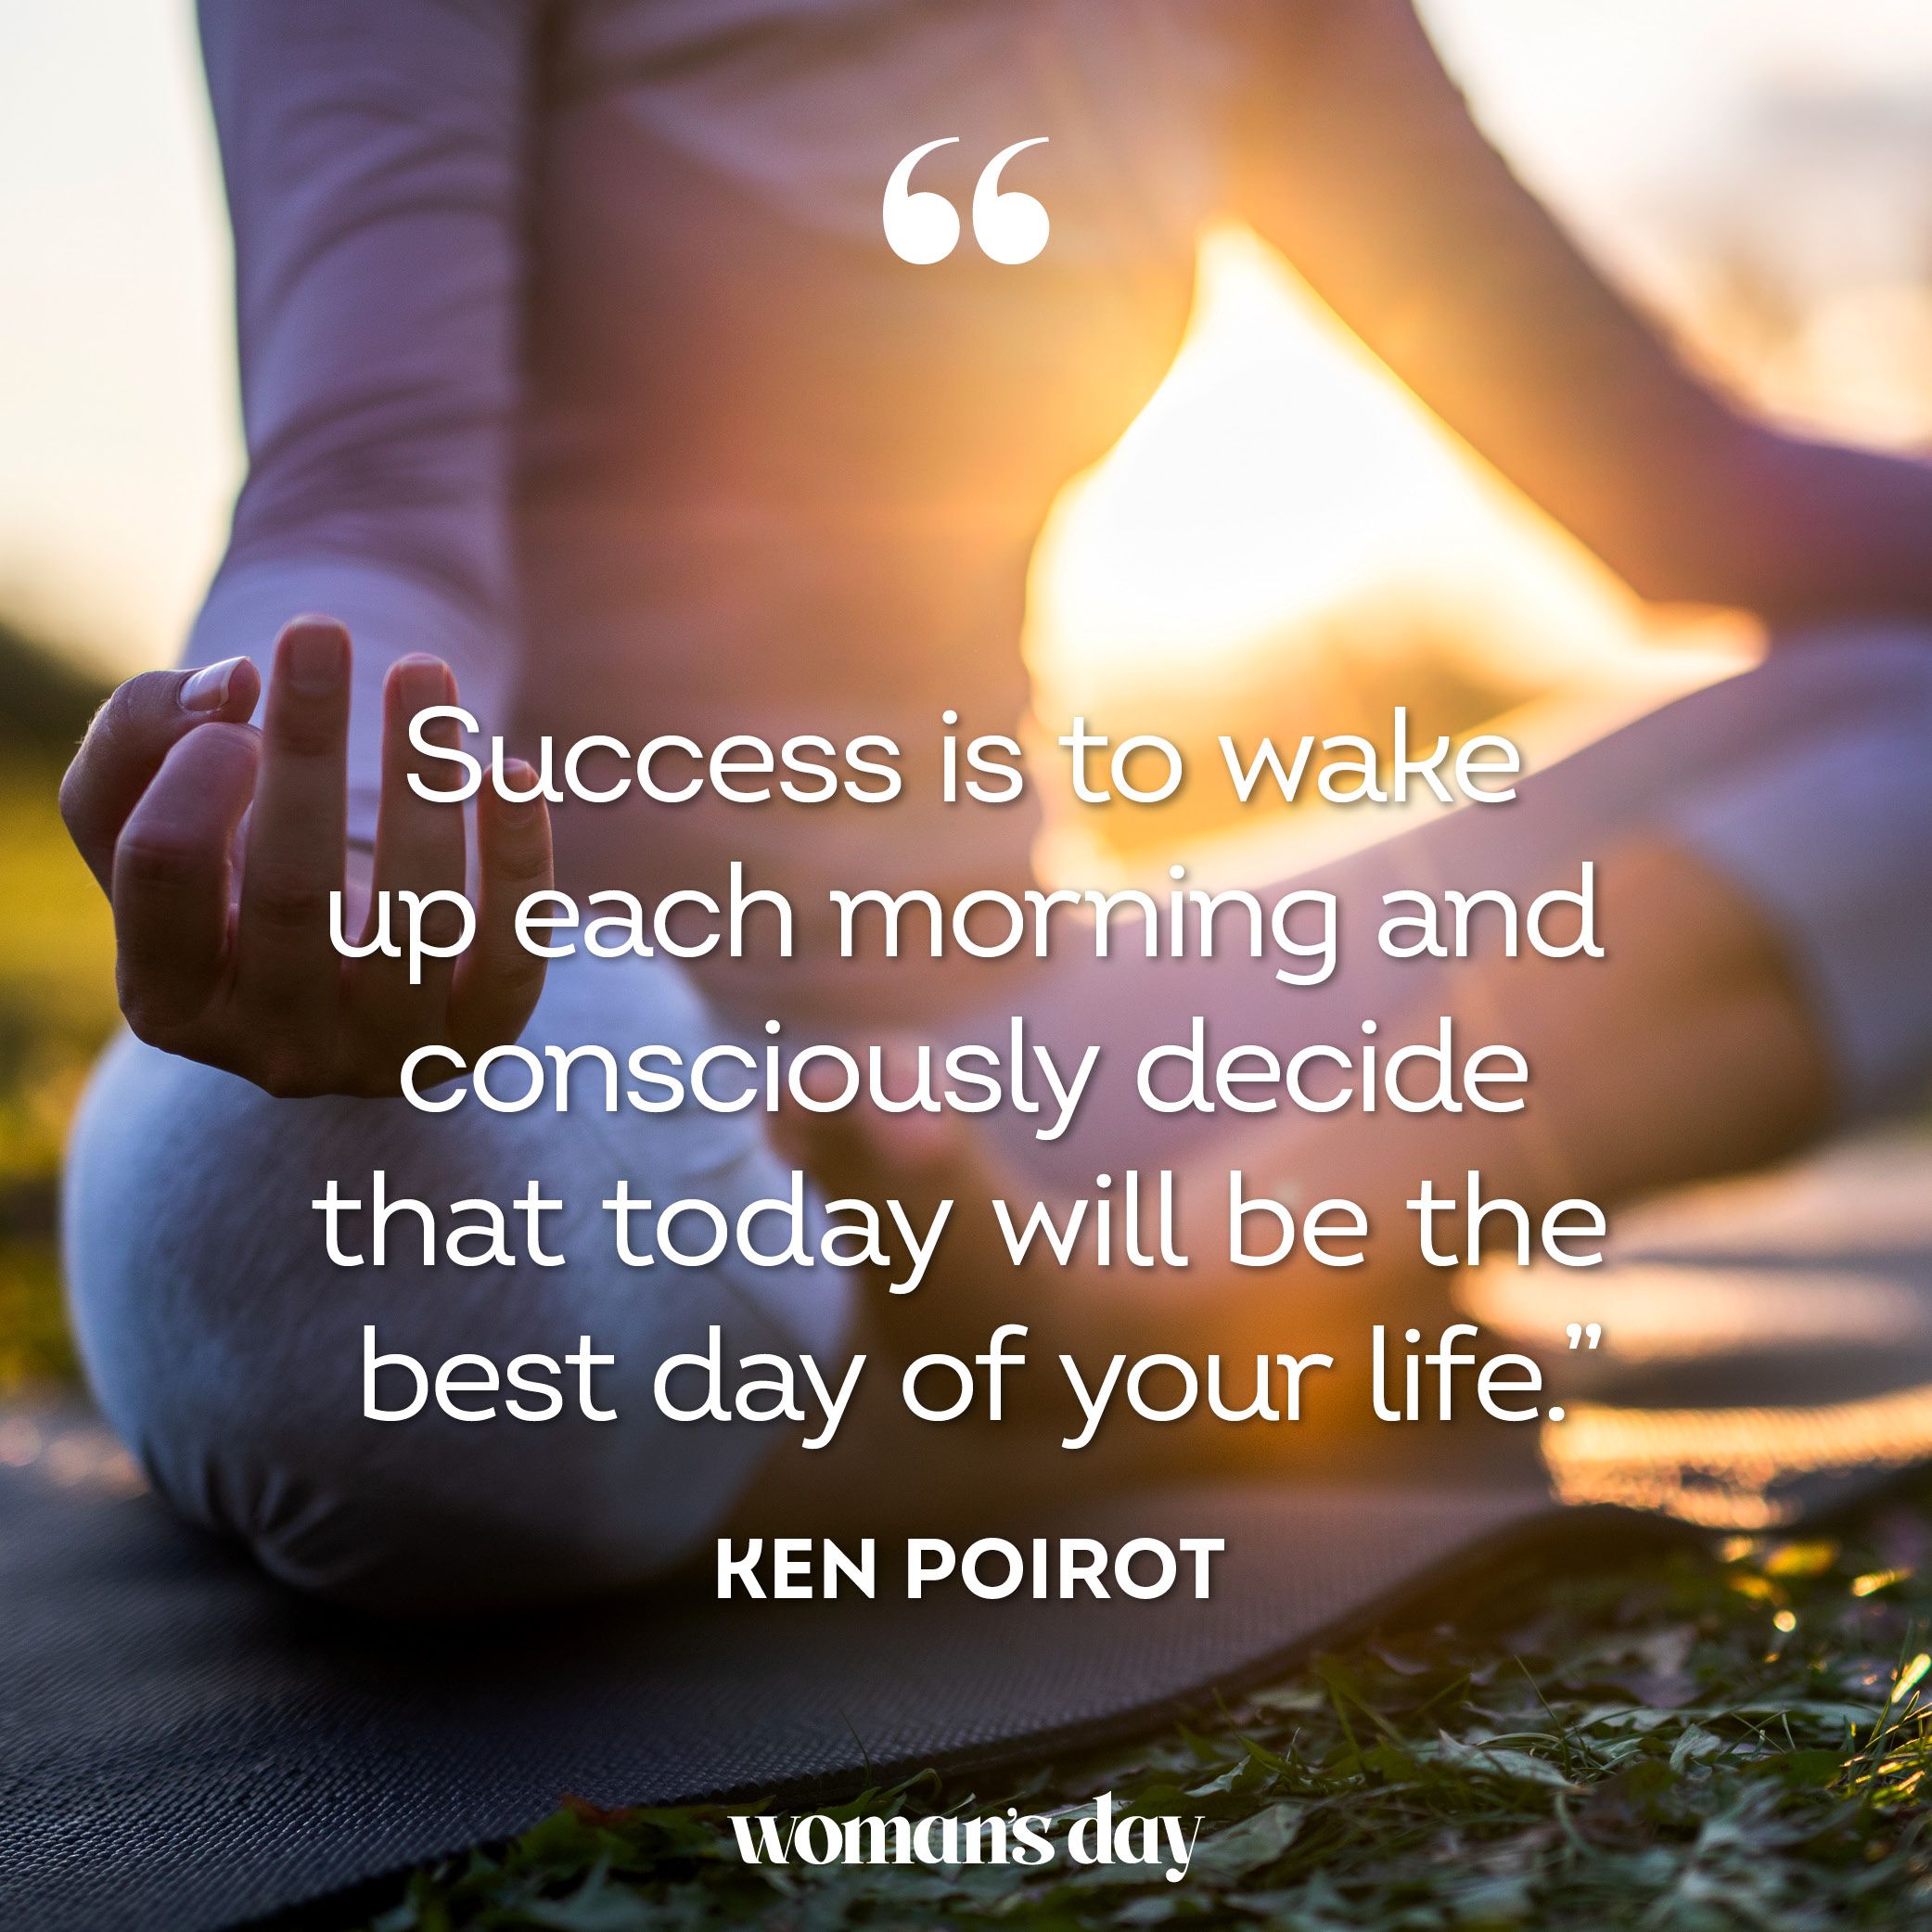 “
Success is to wake
up each morning and
consciously decide
that today will be the
best day of your life.”
KEN POIROT
woman's day